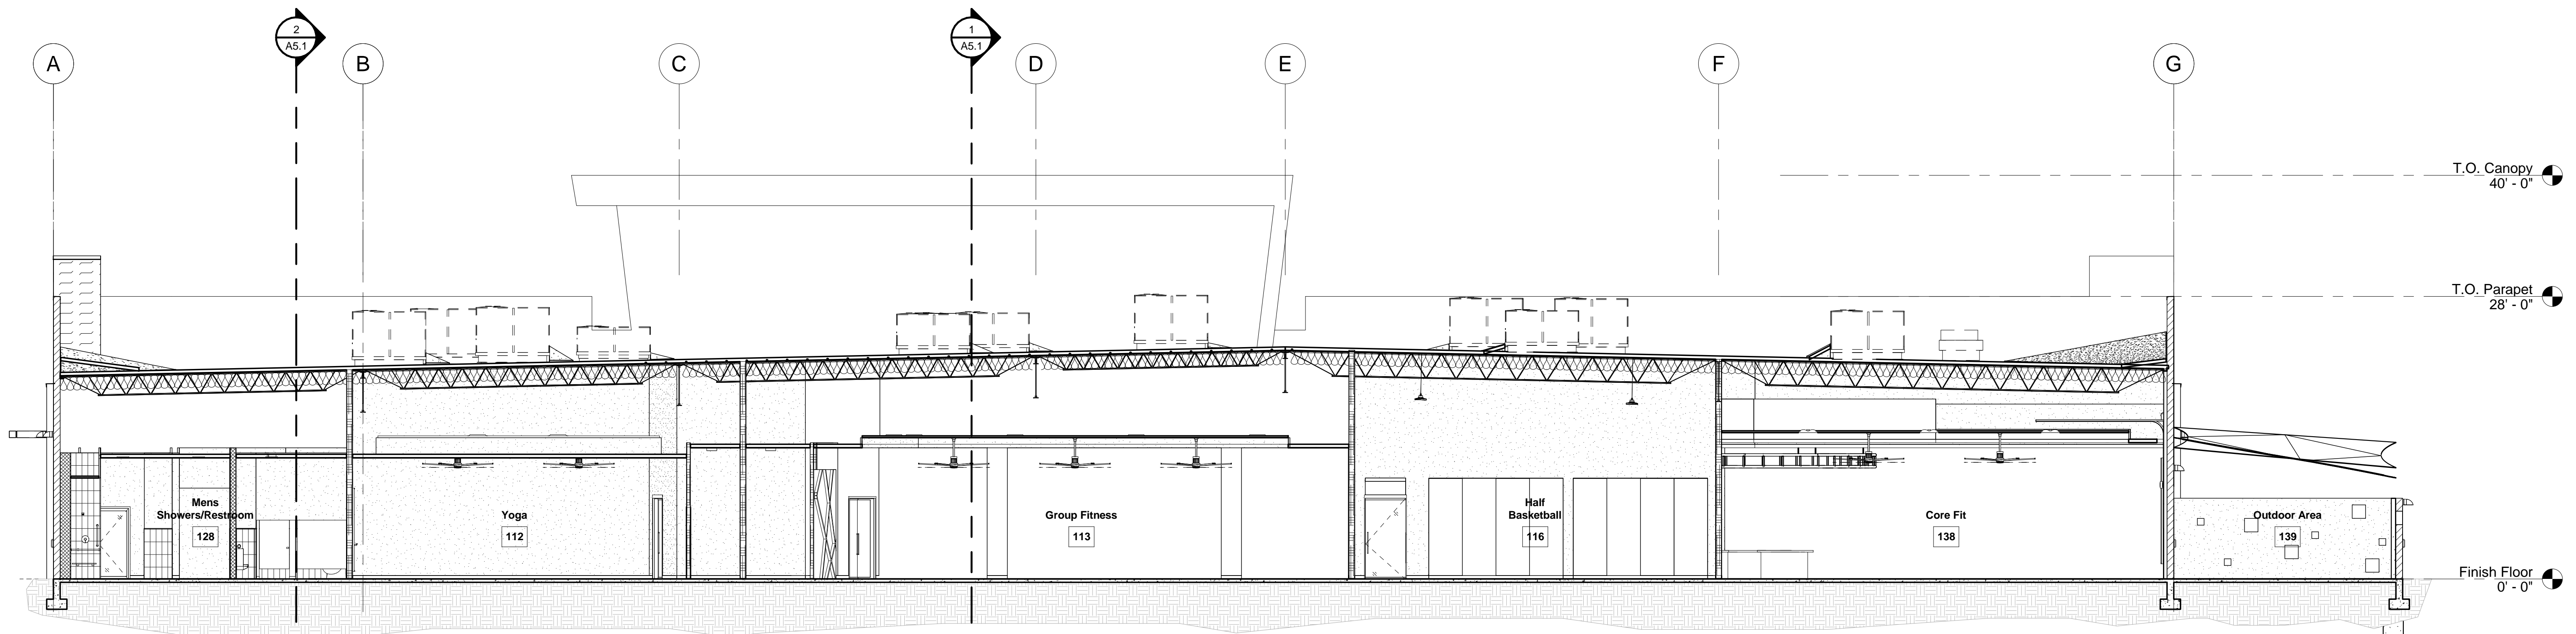 2
A5.1
1
A5.1
A
B
C
D
E
F
G
T.O. Canopy
40' - 0"
T.O. Parapet
28' - 0"
Mens
Showers/Restroom
128
Yoga
112
Group Fitness
113
Half
Basketball
116
Core Fit
138
Outdoor Area
139
Finish Floor
0' - 0"